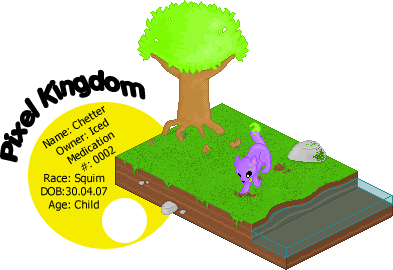 Pixel Kingdom
Name: Chetter
Owner: Iced
Medication
#: 0002
Race: Squim
DOB:30.04.07
Age: Child